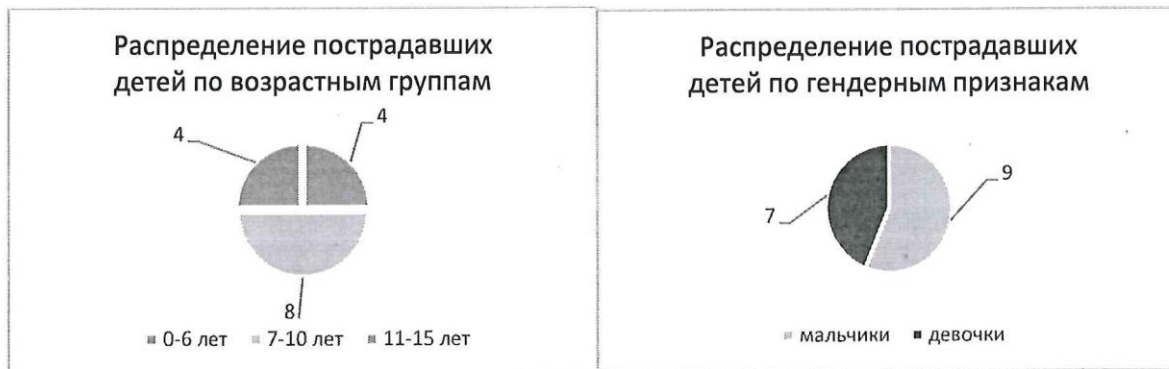 Распределение пострадавших
детей по возрастным группам
4
4
8
0-6 лет 7-10 лет 11-15 лет
Распределение пострадавших
детей по гендерным признакам
7
9
мальчики девочки